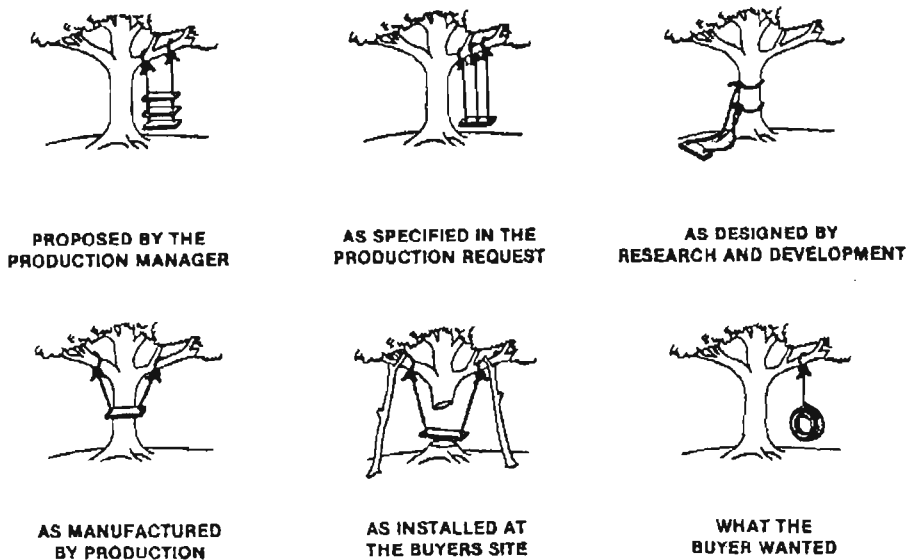 PROPOSED BY THE
PRODUCTION MANAGER
AS SPECIFIED IN THE
PRODUCTION REQUEST
AS DESIGNED BY
RESEARCH AND DEVELOPMENT
AS MANUFACTURED
BY PRODUCTION
AS INSTALLED AT
THE BUYERS SITE
WHAT THE
BUYER WANTED